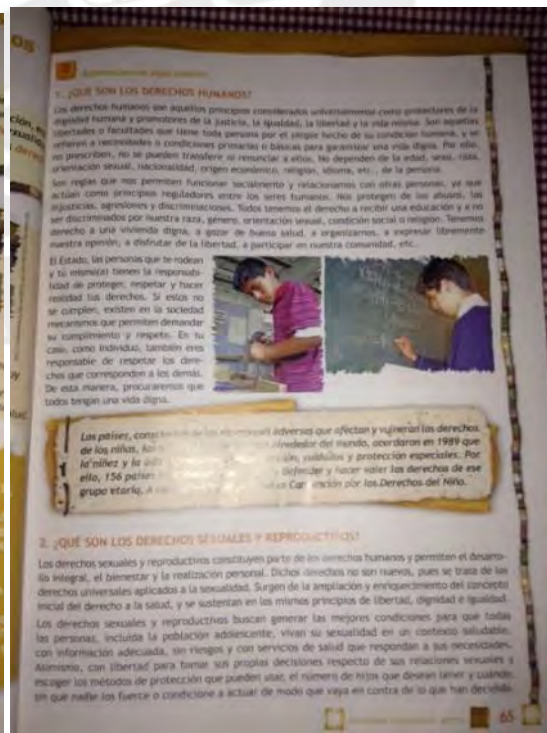 OS
1. ¿QUÉ SON LOS DERECHOS HUMANOS?
Los derechos humanos son aquellos principios considerados universalmente como protectores de la
dignidad humana y promotores de la justicia, la igualdad, la libertad y la vida misma. Son aquellas
libertades o facultades que tiene toda persona por el simple hecho de su condición humana, y se
refieren a necesidades o condiciones primarias o básicas para garantizar una vida digna. Por ello,
no prescriben, no se pueden transferir ni renunciar a ellos. No dependen de la edad, sexo, raza,
orientación sexual, nacionalidad, origen económico, religión, idioma, etc., de la persona.
Son reglas que nos permiten funcionar socialmente y relacionarnos con otras personas, ya que
actúan como principios reguladores entre los seres humanos. Nos protegen de los abusos, las
injusticias, agresiones y discriminaciones. Todos tenemos el derecho a recibir una educación y a no
ser discriminados por nuestra raza, género, orientación sexual, condición social o religión. Tenemos
derecho a una vivienda digna, a gozar de buena salud, a organizarnos, a expresar libremente
nuestra opinión, a disfrutar de la libertad, a participar en nuestra comunidad, etc.
El Estado, las personas que te rodean
y tú mismo(a) tienen la responsabi-
lidad de proteger, respetar y hacer
realidad tus derechos. Si estos no
se cumplen, existen en la sociedad
mecanismos que permiten demandar
su cumplimiento y respeto. En tu
caso, como individuo, también eres
responsable de respetar los dere-
chos que corresponden a los demás.
De esta manera, procuraremos que
todos tengan una vida digna.
Los países, adversas que afectan y vulneran los derechos
de los niños, alrededor del mundo, acordaron en 1989 que
la niñez y la cuidados y protección especiales. Por
ello, 156 países defender y hacer valer los derechos de ese
grupo etario, por los Derechos del Niño.
2. ¿QUÉ SON LOS DERECHOS SEXUALES Y REPRODUCTIVOS?
Los derechos sexuales y reproductivos constituyen parte de los derechos humanos y permiten el desarro-
llo integral, el bienestar y la realización personal. Dichos derechos no son nuevos, pues se trata de los
derechos universales aplicados a la sexualidad. Surgen de la ampliación y enriquecimiento del concepto
inicial del derecho a la salud, y se sustentan en los mismos principios de libertad, dignidad e igualdad.
Los derechos sexuales y reproductivos buscan generar las mejores condiciones para que todas
las personas, incluida la población adolescente, vivan su sexualidad en un contexto saludable,
con información adecuada, sin riesgos y con servicios de salud que respondan a sus necesidades.
Asimismo, con libertad para tomar sus propias decisiones respecto de sus relaciones sexuales y
escoger los métodos de protección que pueden usar, el número de hijos que desean tener y cuándo,
sin que nadie los fuerce o condicione a actuar de modo que vaya en contra de lo que han decidido.
65